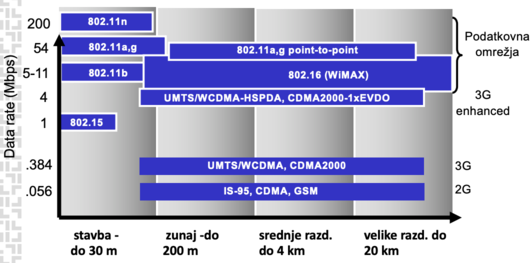 200
802.11n
54
802.11a,g
802.11a,g point-to-point
Podatkovna
omrežja
5-11
802.11b
802.16 (WiMAX)
4
UMTS/WCDMA-HSPDA, CDMA2000-1xEVDO
3G
enhanced
1
802.15
.384
UMTS/WCDMA, CDMA2000
3G
.056
IS-95, CDMA, GSM
2G
Data rate (Mbps)
stavba -
do 30 m
zunaj -do
200 m
srednje razd.
do 4 km
velike razd. do
20 km